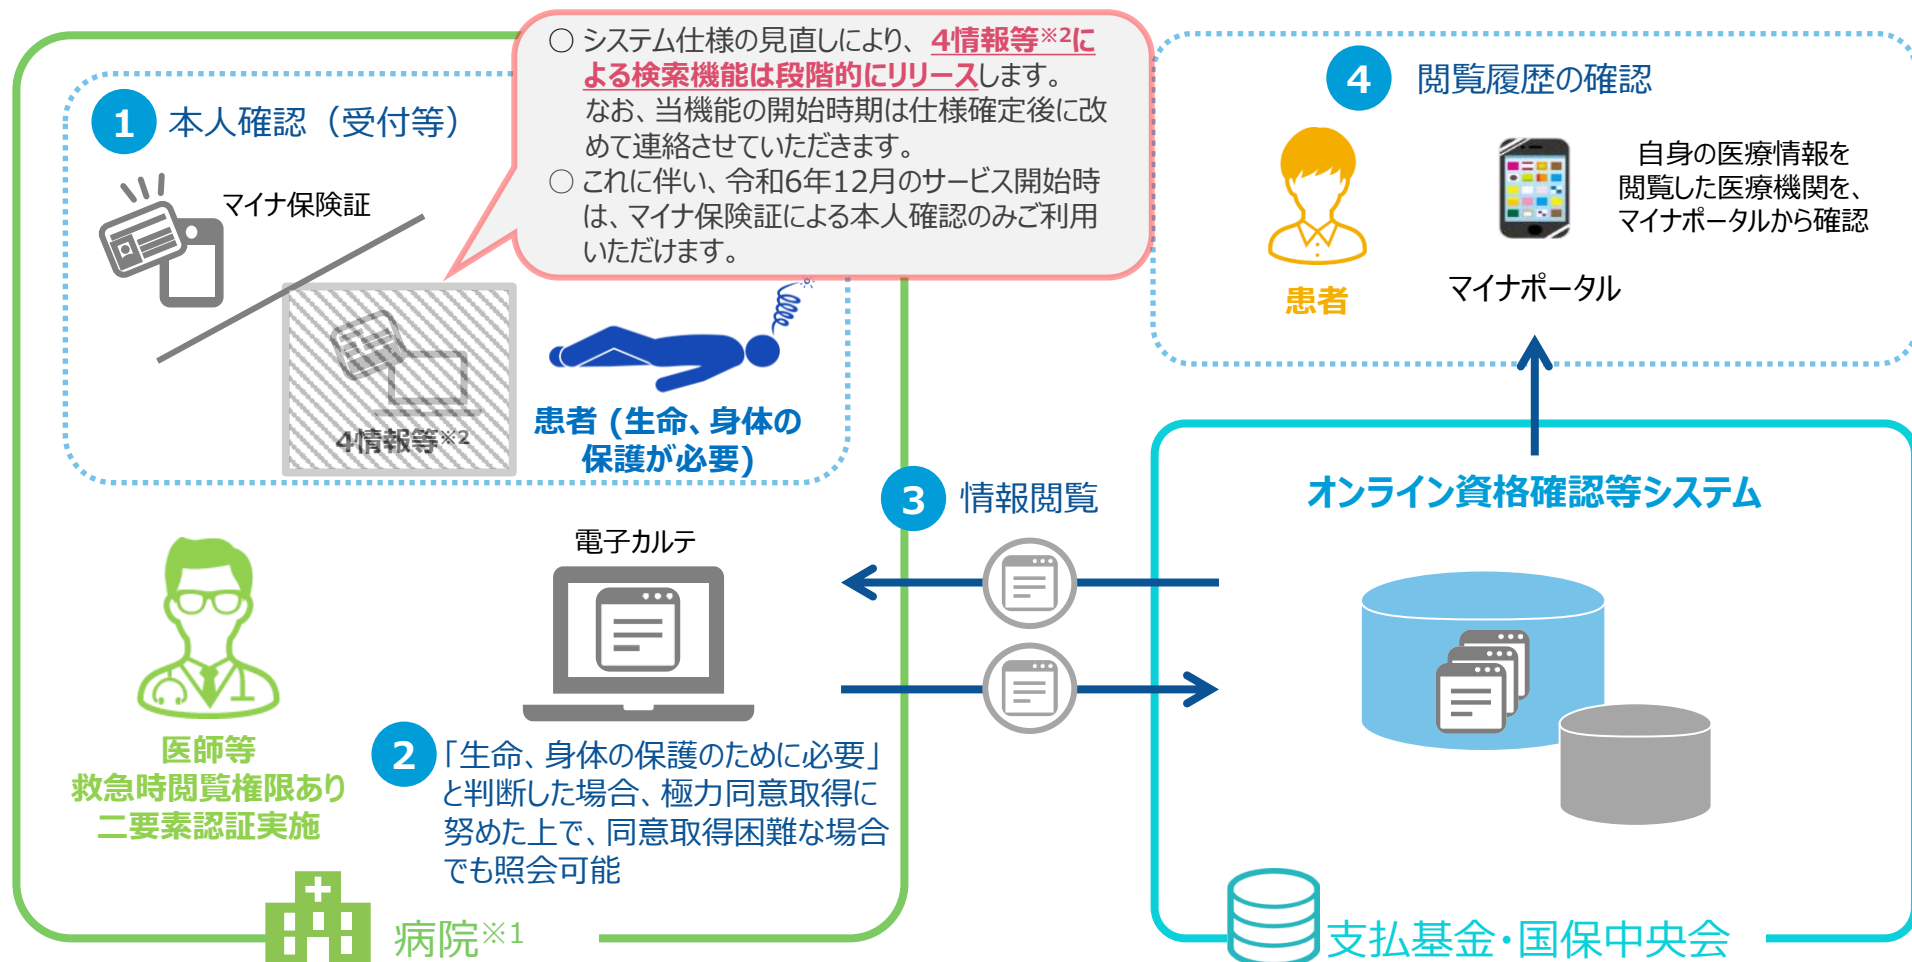 ○ システム仕様の見直しにより、4情報等※2に
よる検索機能は段階的にリリースします。
なお、当機能の開始時期は仕様確定後に改
めて連絡させていただきます。
○ これに伴い、令和6年12月のサービス開始時
は、マイナ保険証による本人確認のみご利用
いただけます。
1 本人確認（受付等）
マイナ保険証
4情報等※2
患者 (生命、身体の
保護が必要)
医師等
救急時閲覧権限あり
二要素認証実施
電子カルテ
2 「生命、身体の保護のために必要」
と判断した場合、極力同意取得に
努めた上で、同意取得困難な場合
でも照会可能
病院※1
3 情報閲覧
4 閲覧履歴の確認
患者
マイナポータル
自身の医療情報を
閲覧した医療機関を、
マイナポータルから確認
オンライン資格確認等システム
支払基金・国保中央会